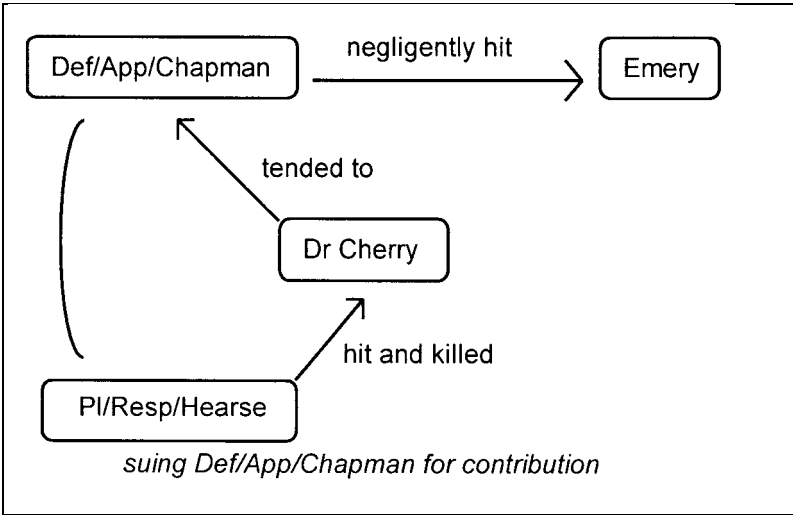 negligently hit
Def/App/Chapman
Emery
tended to
Dr Cherry
hit and killed
Pl/Resp/Hearse
suing Def/App/Chapman for contribution